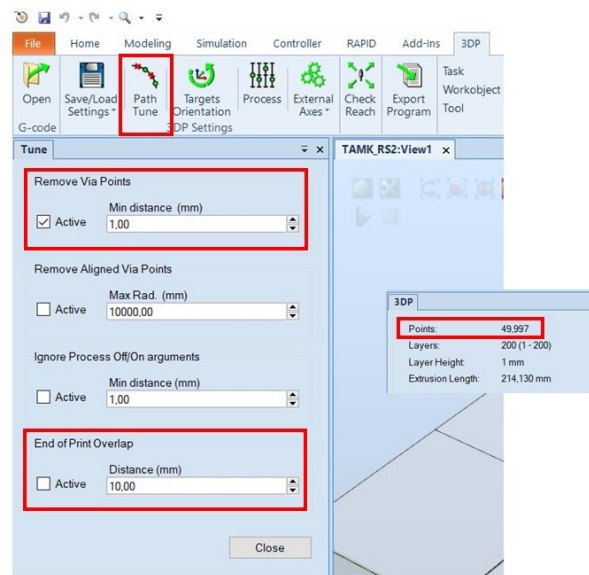 File Home Modeling Simulation Controller RAPID Add-Ins 3DP
Open Save/Load Settings Path Tune Targets Orientation Process External Axes Check Reach Export Program Task
Workobject
Tool
G-code 3DP Settings
Tune
TAMK_RS2:View1
Remove Via Points
Min distance (mm)
Active 1,00
Remove Aligned Via Points
Max Rad. (mm)
Active 10000,00
Ignore Process Off/On arguments
Min distance (mm)
Active 1,00
End of Print Overlap
Distance (mm)
Active 10,00
Close
3DP
Points: 49,997
Layers: 200 (1 - 200)
Layer Height: 1 mm
Extrusion Length: 214,130 mm